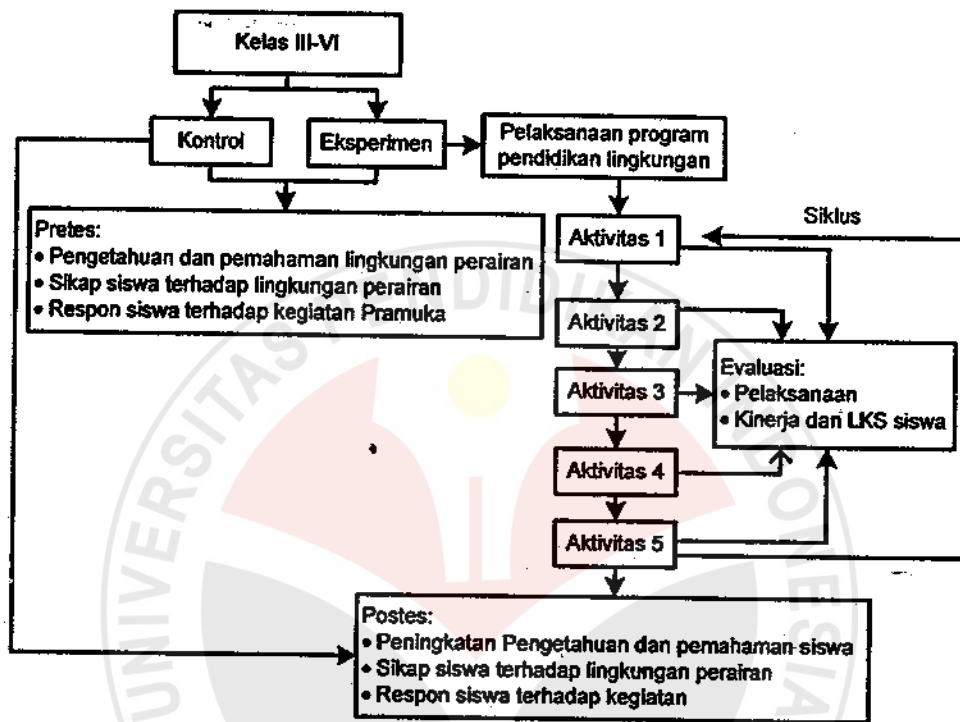 Kelas III-VI
Kontrol
Eksperimen
Pelaksanaan program
pendidikan lingkungan
Pretes:
• Pengetahuan dan pemahaman lingkungan perairan
• Sikap siswa terhadap lingkungan perairan
• Respon siswa terhadap kegiatan Pramuka
Aktivitas 1
Siklus
Aktivitas 2
Aktivitas 3
Evaluasi:
• Pelaksanaan
• Kinerja dan LKS siswa
Aktivitas 4
Aktivitas 5
Postes:
• Peningkatan Pengetahuan dan pemahaman siswa
• Sikap siswa terhadap lingkungan perairan
• Respon siswa terhadap kegiatan
UNIVERSITAS PENDIDIKAN INDONESIA